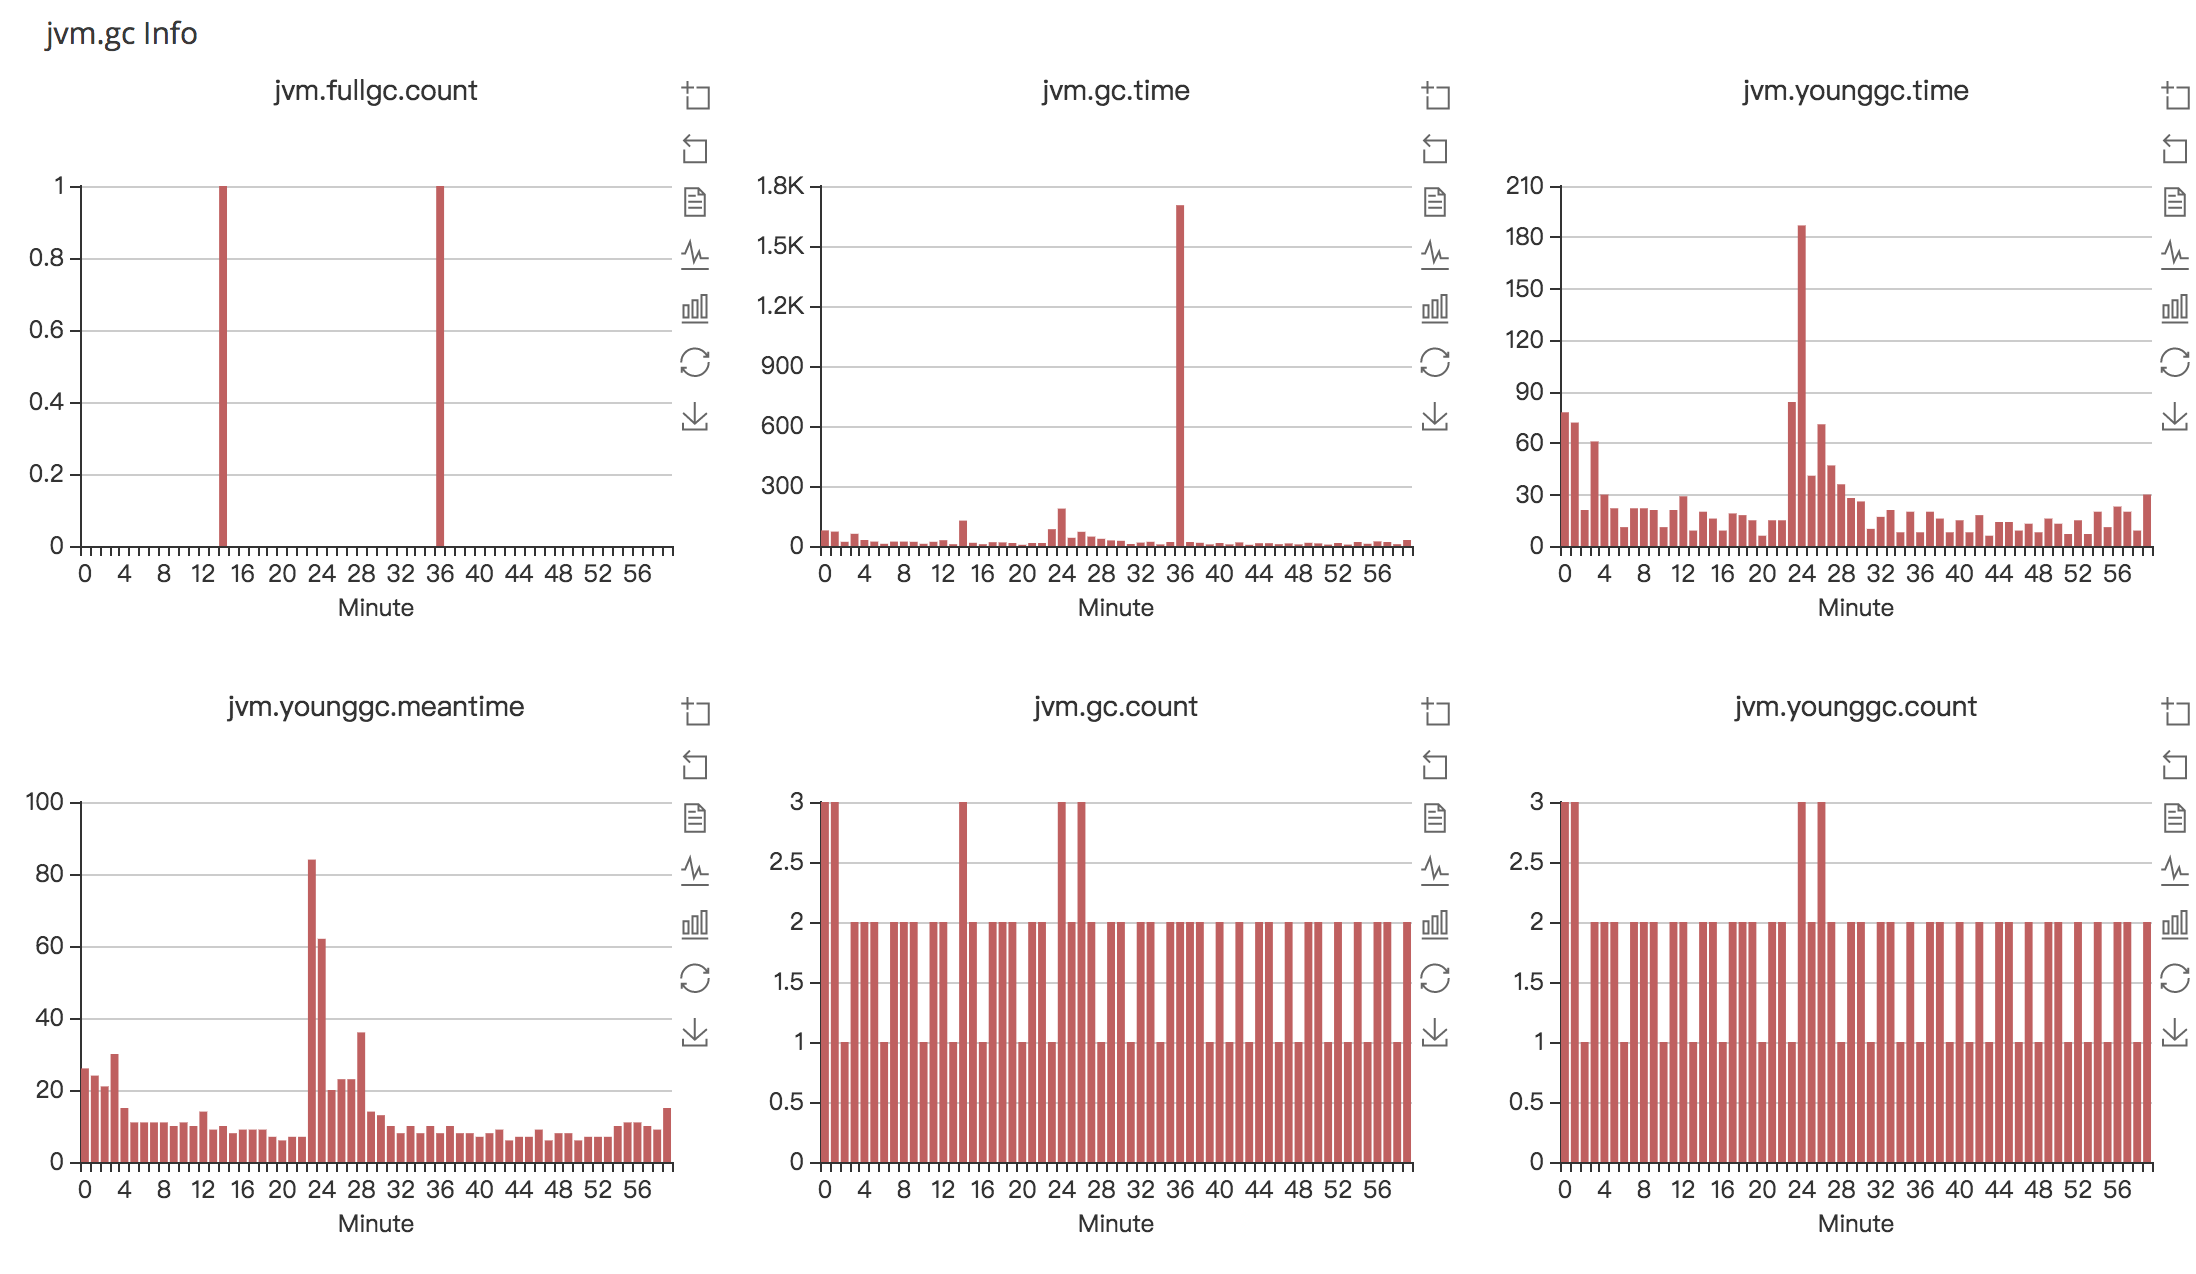 jvm.gc Info
jvm.fullgc.count
1
0.8
0.6
0.4
0.2
0
0 4 8 12 16 20 24 28 32 36 40 44 48 52 56
Minute
jvm.gc.time
1.8K
1.5K
1.2K
900
600
300
0
0 4 8 12 16 20 24 28 32 36 40 44 48 52 56
Minute
jvm.younggc.time
210
180
150
120
90
60
30
0
0 4 8 12 16 20 24 28 32 36 40 44 48 52 56
Minute
jvm.younggc.meantime
100
80
60
40
20
0
0 4 8 12 16 20 24 28 32 36 40 44 48 52 56
Minute
jvm.gc.count
3
2.5
2
1.5
1
0.5
0
0 4 8 12 16 20 24 28 32 36 40 44 48 52 56
Minute
jvm.younggc.count
3
2.5
2
1.5
1
0.5
0
0 4 8 12 16 20 24 28 32 36 40 44 48 52 56
Minute